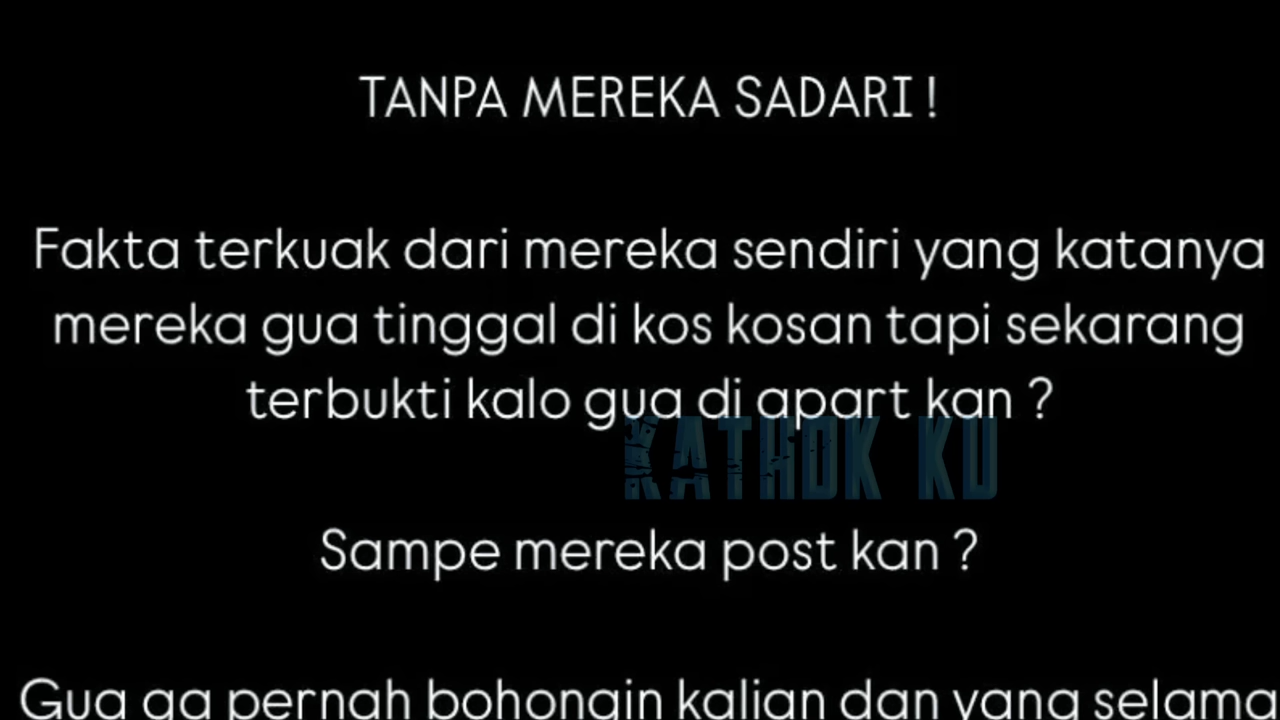 TANPA MEREKA SADARI !
Fakta terkuak dari mereka sendiri yang katanya
mereka gua tinggal di kos kosan tapi sekarang
terbukti kalo gua di apart kan ?
KATHOK KU
Sampe mereka post kan ?
Gua ga pernah bohongin kalian dan yang selama